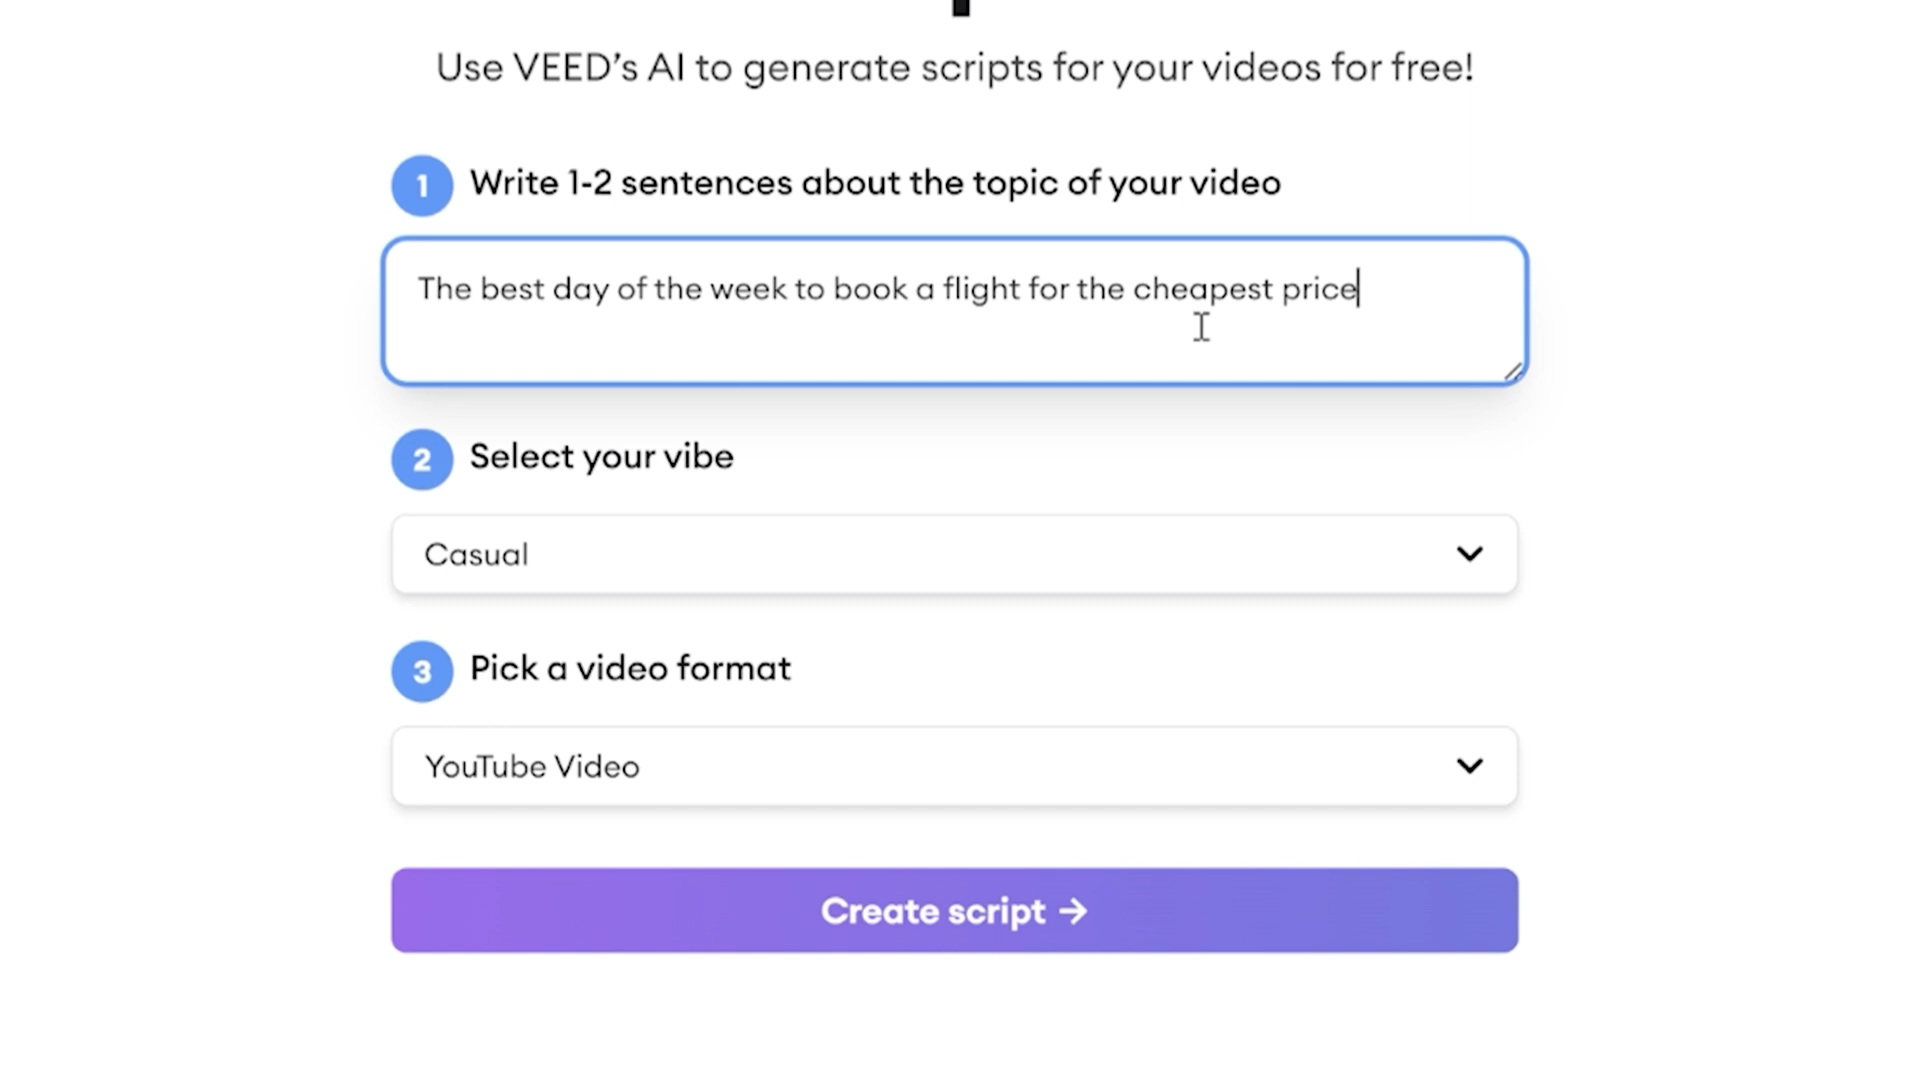 Use VEED’s AI to generate scripts for your videos for free!
1 Write 1-2 sentences about the topic of your video
The best day of the week to book a flight for the cheapest price
2 Select your vibe
Casual
3 Pick a video format
YouTube Video
Create script →